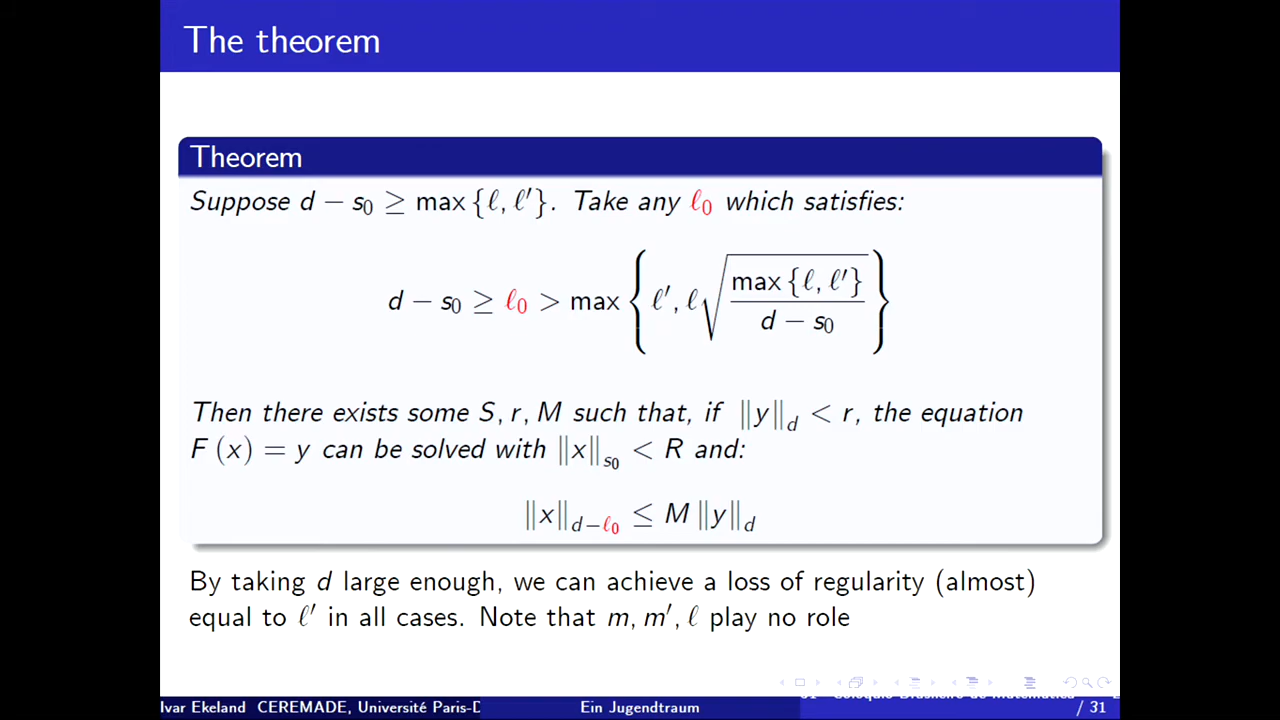 The theorem
Theorem
Suppose d − s₀ ≥ max {ℓ, ℓ′}. Take any ℓ₀ which satisfies:
d − s₀ ≥ ℓ₀ > max { ℓ′, ℓ √( max {ℓ, ℓ′} / (d − s₀) ) }
Then there exists some S, r, M such that, if ‖y‖_d < r, the equation
F (x) = y can be solved with ‖x‖_{s₀} < R and:
‖x‖_{d−ℓ₀} ≤ M ‖y‖_d
By taking d large enough, we can achieve a loss of regularity (almost)
equal to ℓ′ in all cases. Note that m, m′, ℓ play no role
Ivar Ekeland CEREMADE, Université Paris-D
Ein Jugendtraum
/ 31